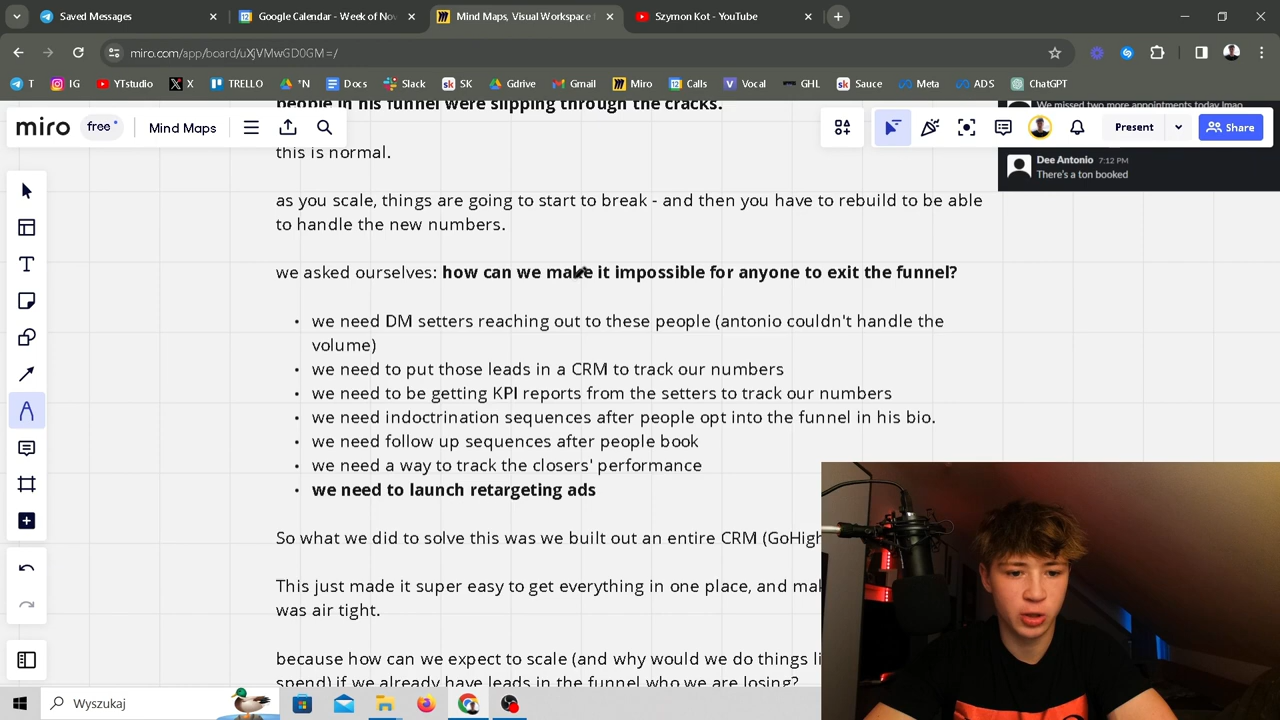 Saved Messages
Google Calendar - Week of Nov
Mind Maps, Visual Workspace
Szymon Kot - YouTube
miro.com/app/board/uXjVMwGD0GM=/
T
IG
YTstudio
X
TRELLO
*N
Docs
Slack
SK
Gdrive
Gmail
Miro
Calls
Vocal
GHL
Sauce
Meta
ADS
ChatGPT
people in his funnel were slipping through the cracks.
We missed two more appointments today lmao
miro
free
Mind Maps
Present
Share
this is normal.
Dee Antonio 7:12 PM
There's a ton booked
as you scale, things are going to start to break - and then you have to rebuild to be able
to handle the new numbers.
we asked ourselves: how can we make it impossible for anyone to exit the funnel?
• we need DM setters reaching out to these people (antonio couldn't handle the
volume)
• we need to put those leads in a CRM to track our numbers
• we need to be getting KPI reports from the setters to track our numbers
• we need indoctrination sequences after people opt into the funnel in his bio.
• we need follow up sequences after people book
• we need a way to track the closers' performance
• we need to launch retargeting ads
So what we did to solve this was we built out an entire CRM (GoHigh
This just made it super easy to get everything in one place, and mak
was air tight.
because how can we expect to scale (and why would we do things li
spend) if we already have leads in the funnel who we are losing?
Wyszukaj